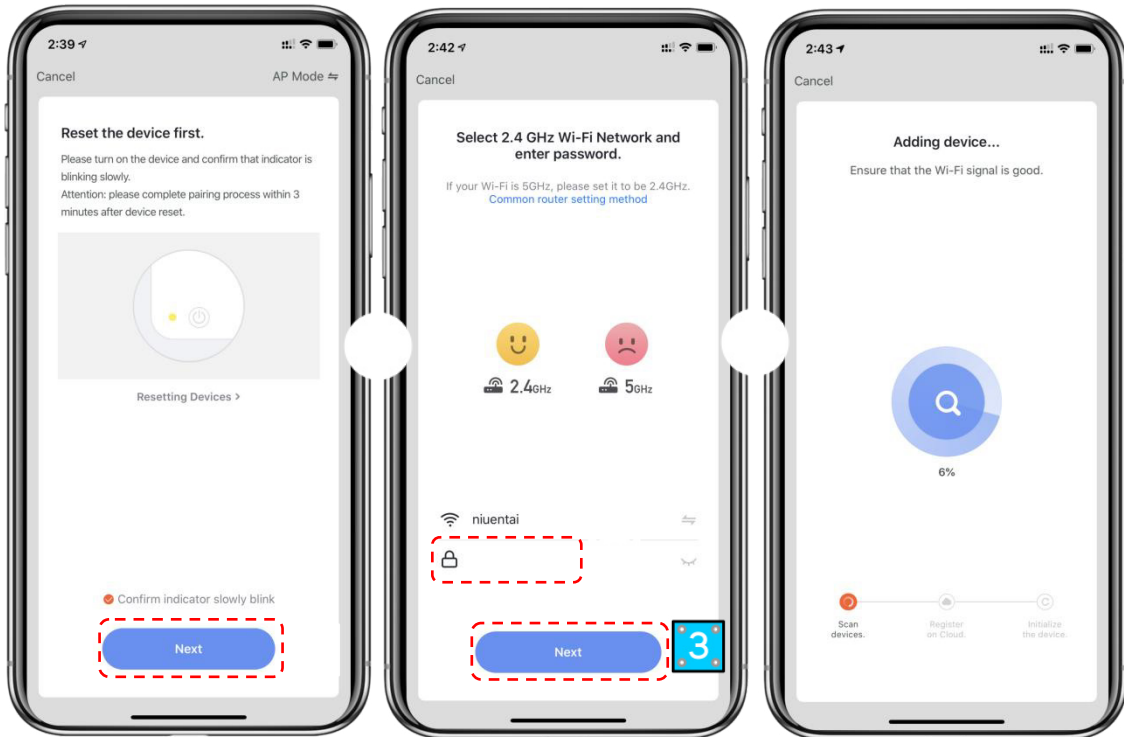 2:39
Cancel
AP Mode
Reset the device first.
Please turn on the device and confirm that indicator is
blinking slowly.
Attention: please complete pairing process within 3
minutes after device reset.
Resetting Devices >
Confirm indicator slowly blink
Next
2:42
Cancel
Select 2.4 GHz Wi-Fi Network and
enter password.
If your Wi-Fi is 5GHz, please set it to be 2.4GHz.
Common router setting method
2.4GHz
5GHz
niuentai
Next
3
2:43
Cancel
Adding device...
Ensure that the Wi-Fi signal is good.
6%
Scan
devices.
Register
on Cloud.
Initialize
the device.